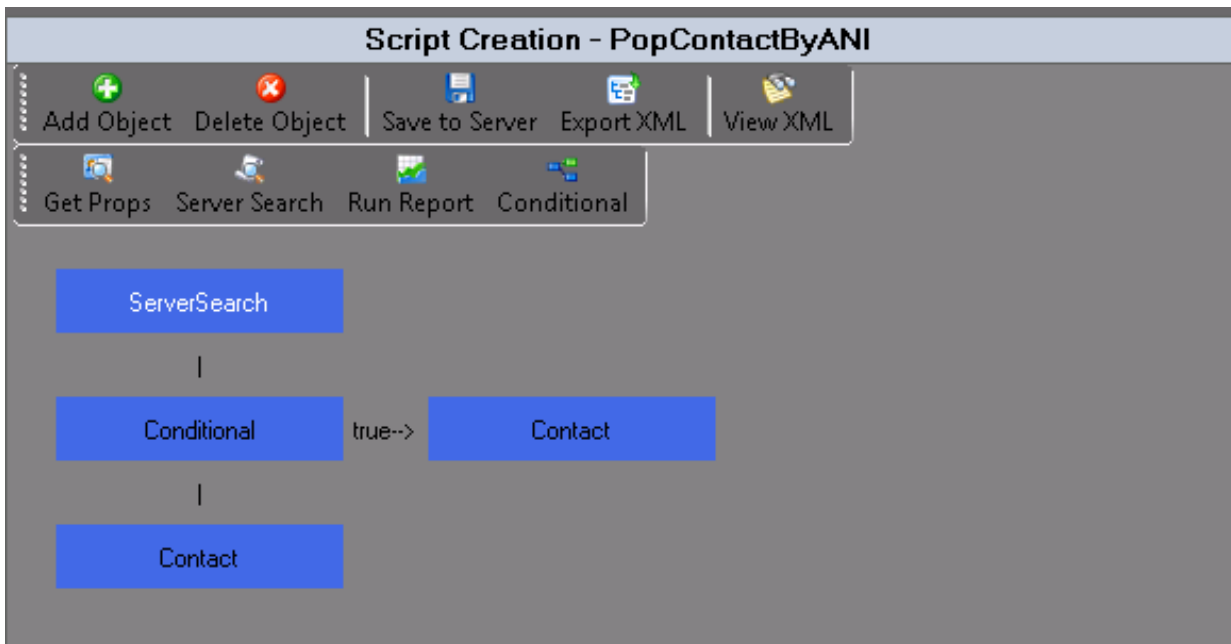 Script Creation - PopContactByANI
Add Object Delete Object Save to Server Export XML View XML
Get Props Server Search Run Report Conditional
ServerSearch
|
Conditional true--> Contact
|
Contact